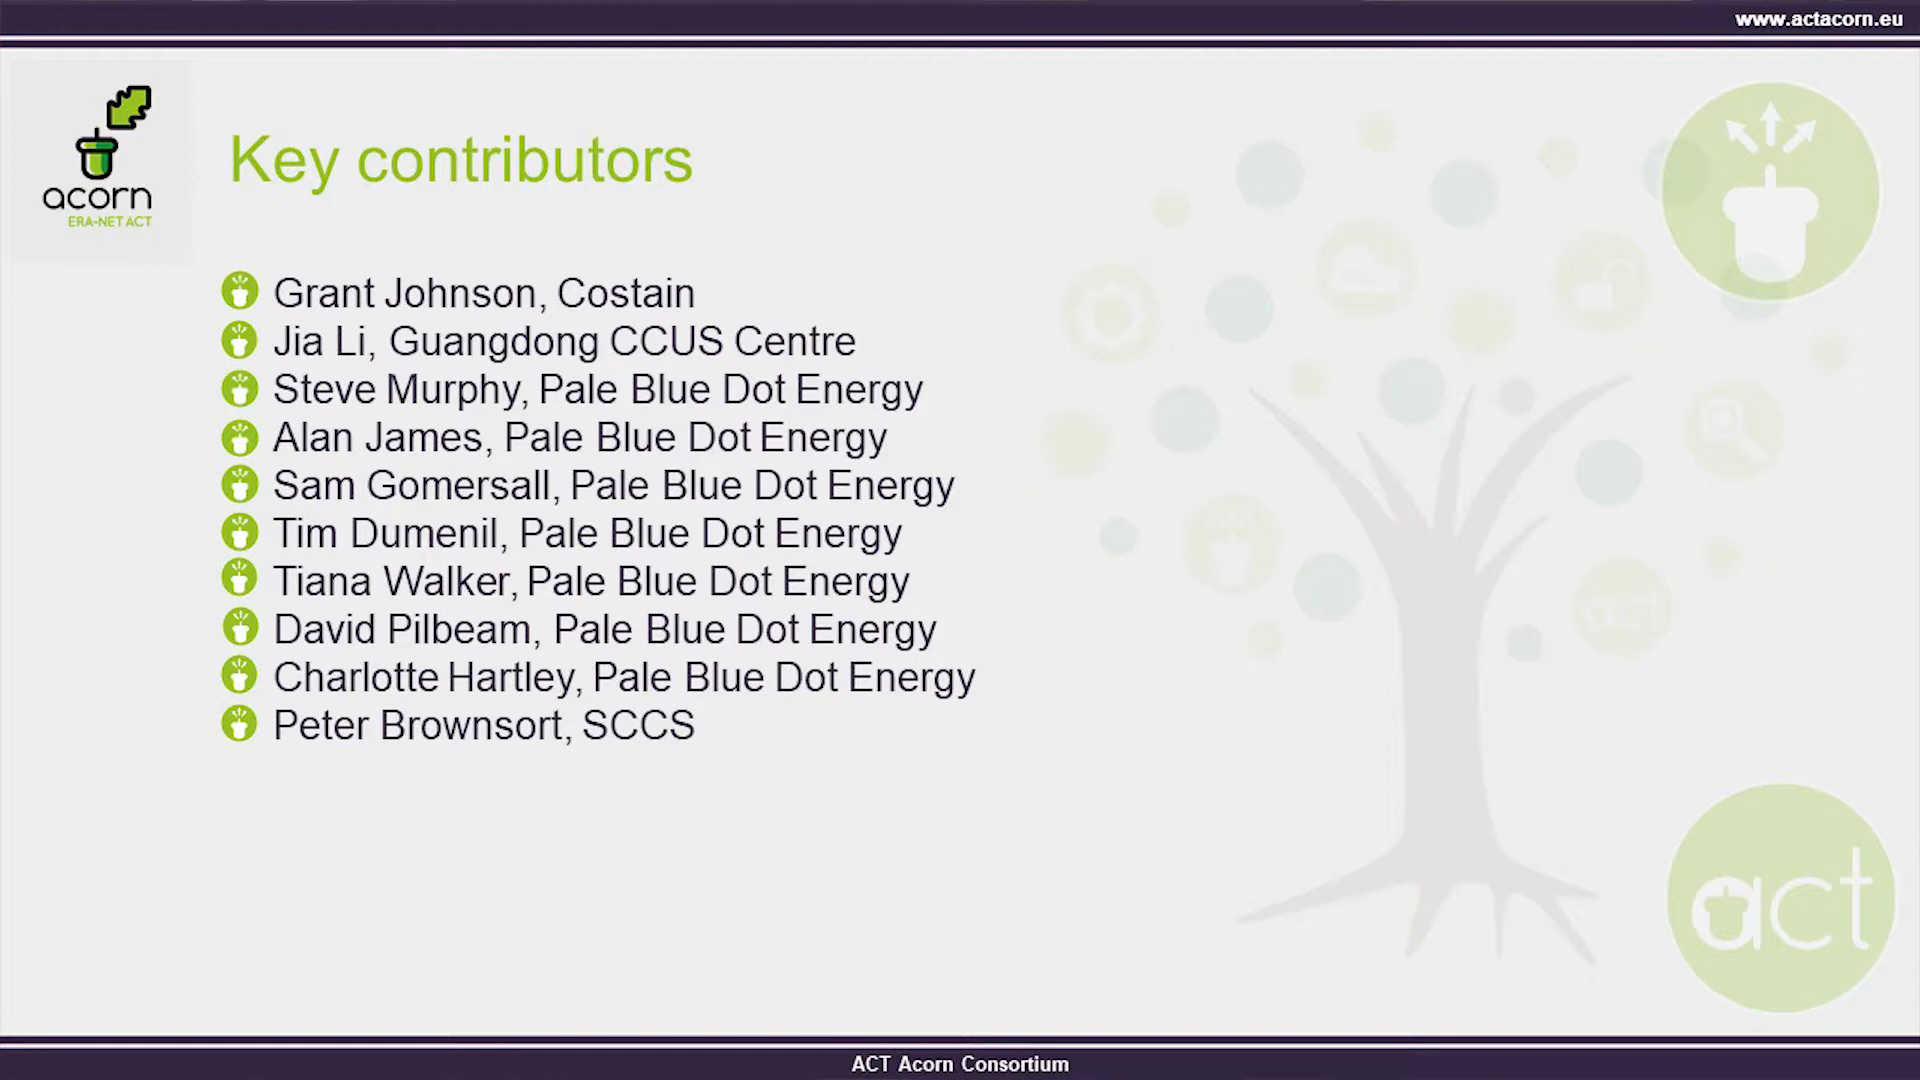 www.actacorn.eu
acorn
ERA-NET ACT
Key contributors
Grant Johnson, Costain
Jia Li, Guangdong CCUS Centre
Steve Murphy, Pale Blue Dot Energy
Alan James, Pale Blue Dot Energy
Sam Gomersall, Pale Blue Dot Energy
Tim Dumenil, Pale Blue Dot Energy
Tiana Walker, Pale Blue Dot Energy
David Pilbeam, Pale Blue Dot Energy
Charlotte Hartley, Pale Blue Dot Energy
Peter Brownsort, SCCS
act
ACT Acorn Consortium